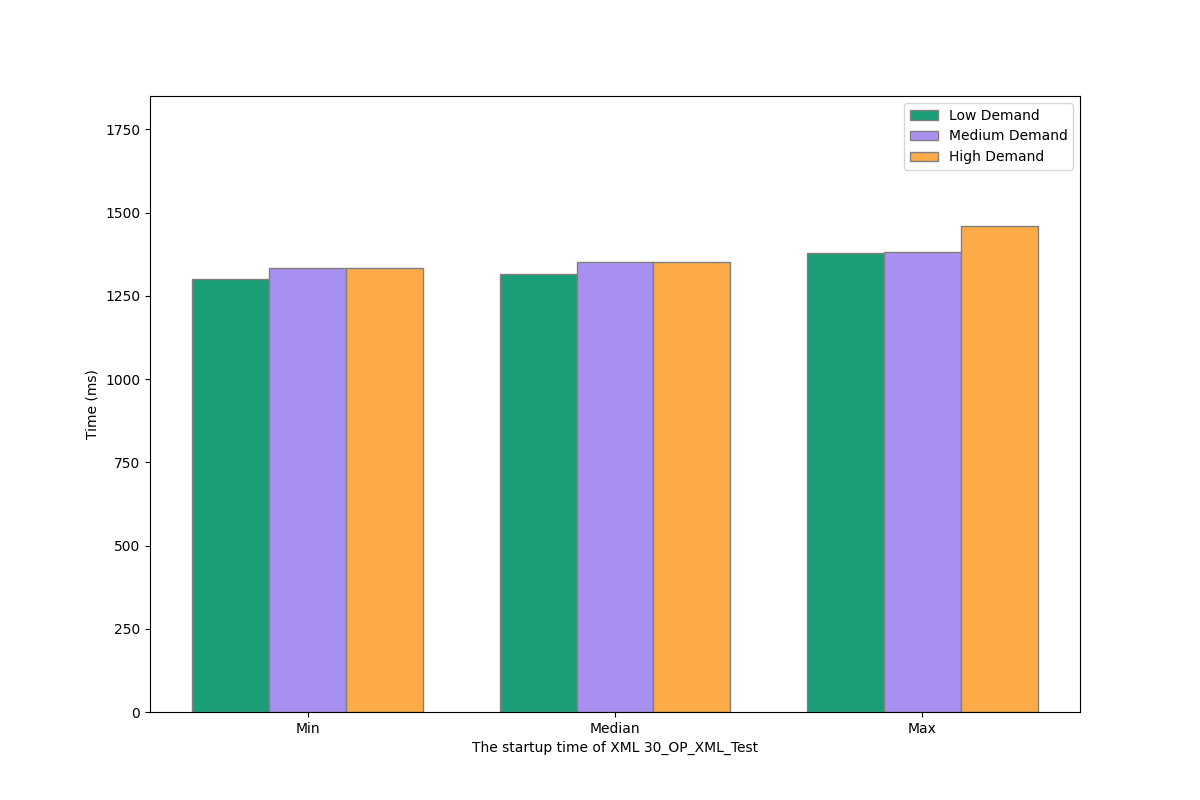 1750
1500
1250
1000
750
500
250
0
Time (ms)
Low Demand
Medium Demand
High Demand
Min
Median
Max
The startup time of XML 30_OP_XML_Test